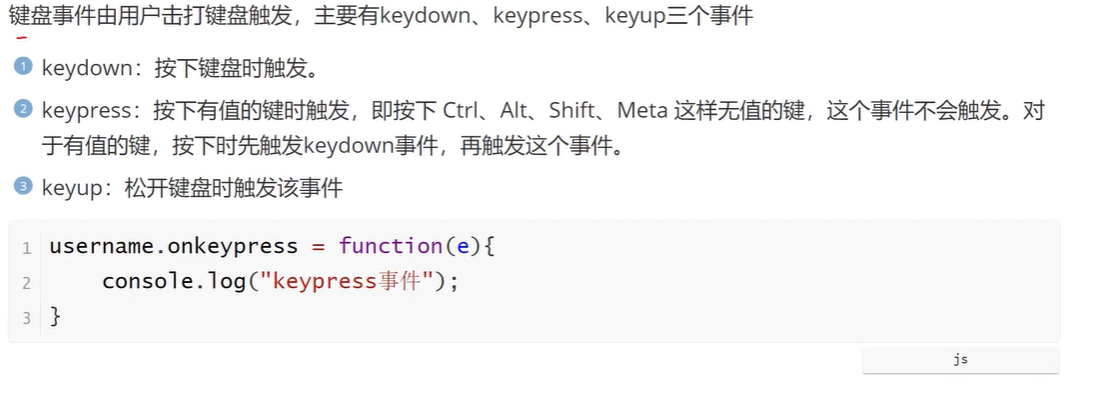 键盘事件由用户击打键盘触发，主要有keydown、keypress、keyup三个事件
1 keydown：按下键盘时触发。
2 keypress：按下有值的键时触发，即按下 Ctrl、Alt、Shift、Meta 这样无值的键，这个事件不会触发。对
于有值的键，按下时先触发keydown事件，再触发这个事件。
3 keyup：松开键盘时触发该事件
1 username.onkeypress = function(e){
2     console.log("keypress事件");
3 }
js